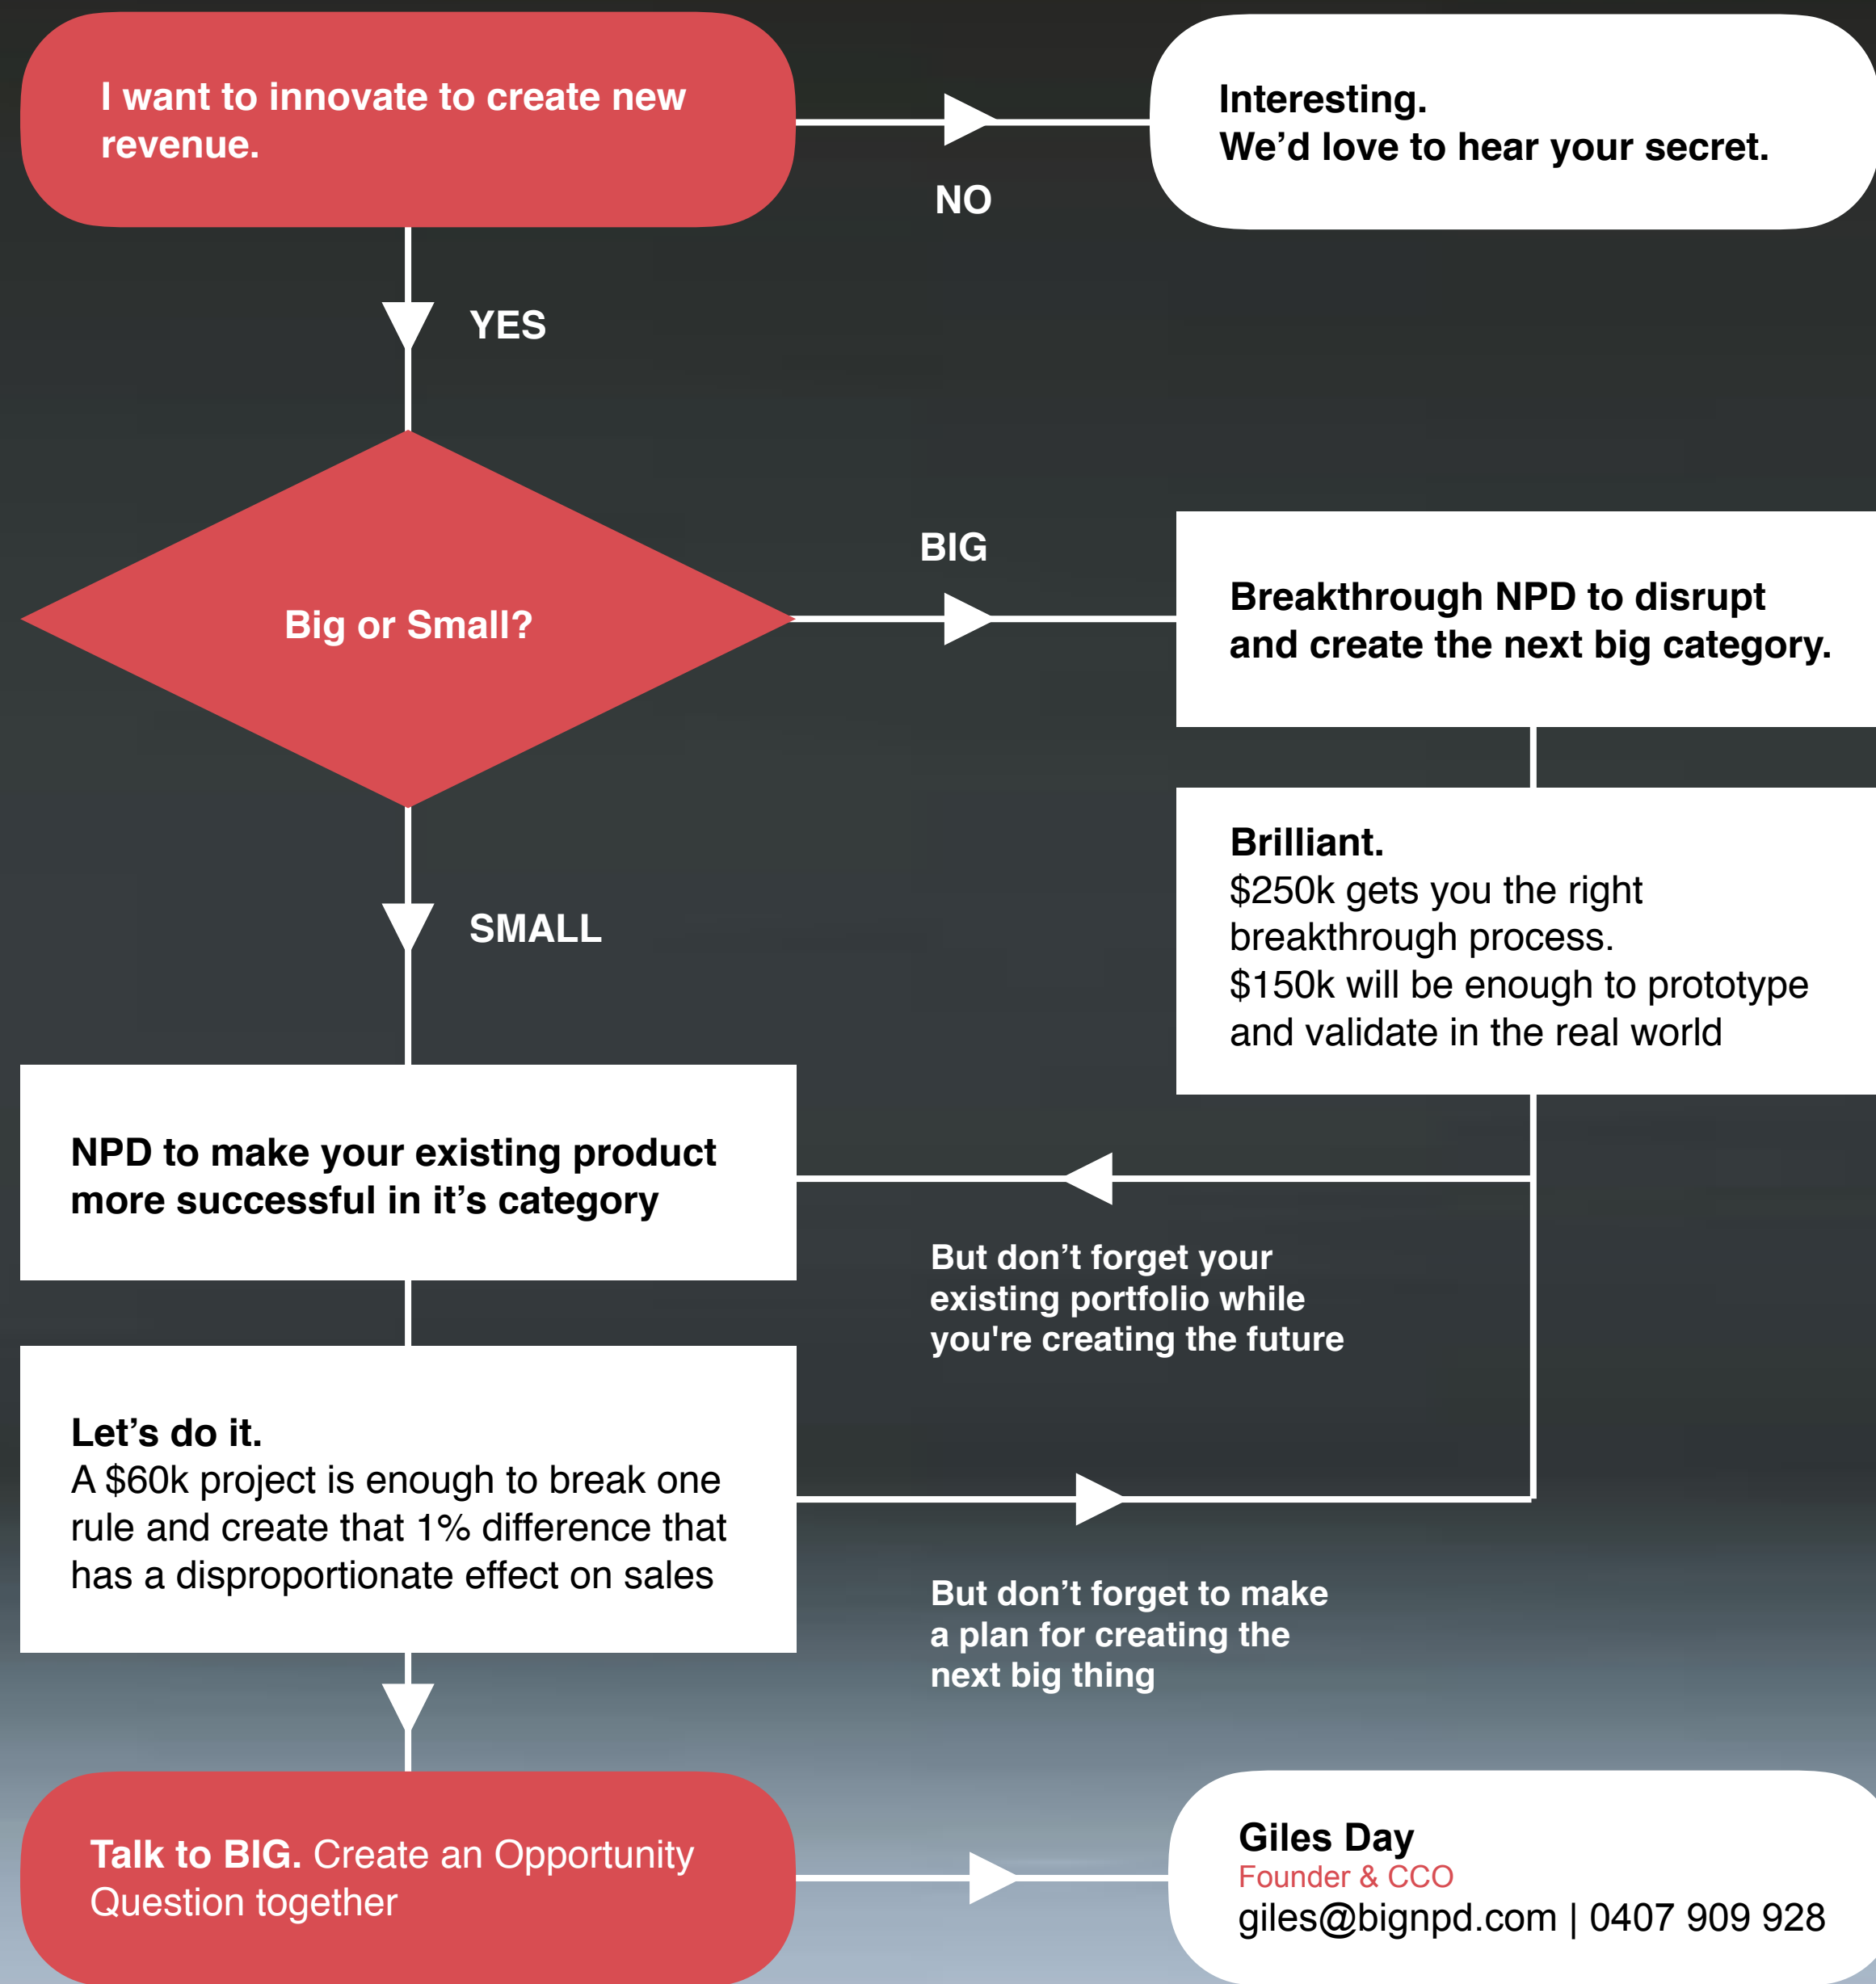 I want to innovate to create new
revenue.
NO
Interesting.
We’d love to hear your secret.
YES
Big or Small?
BIG
Breakthrough NPD to disrupt
and create the next big category.
Brilliant.
$250k gets you the right
breakthrough process.
$150k will be enough to prototype
and validate in the real world
SMALL
NPD to make your existing product
more successful in it’s category
But don’t forget your
existing portfolio while
you're creating the future
Let’s do it.
A $60k project is enough to break one
rule and create that 1% difference that
has a disproportionate effect on sales
But don’t forget to make
a plan for creating the
next big thing
Talk to BIG. Create an Opportunity
Question together
Giles Day
Founder & CCO
giles@bignpd.com | 0407 909 928